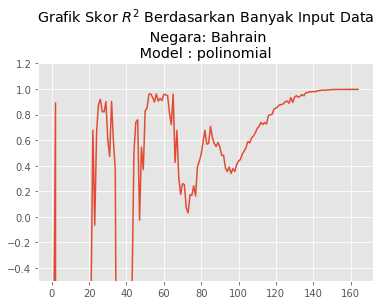 Grafik Skor R² Berdasarkan Banyak Input Data
Negara: Bahrain
Model : polinomial
1.2
1.0
0.8
0.6
0.4
0.2
0.0
−0.2
−0.4
0 20 40 60 80 100 120 140 160